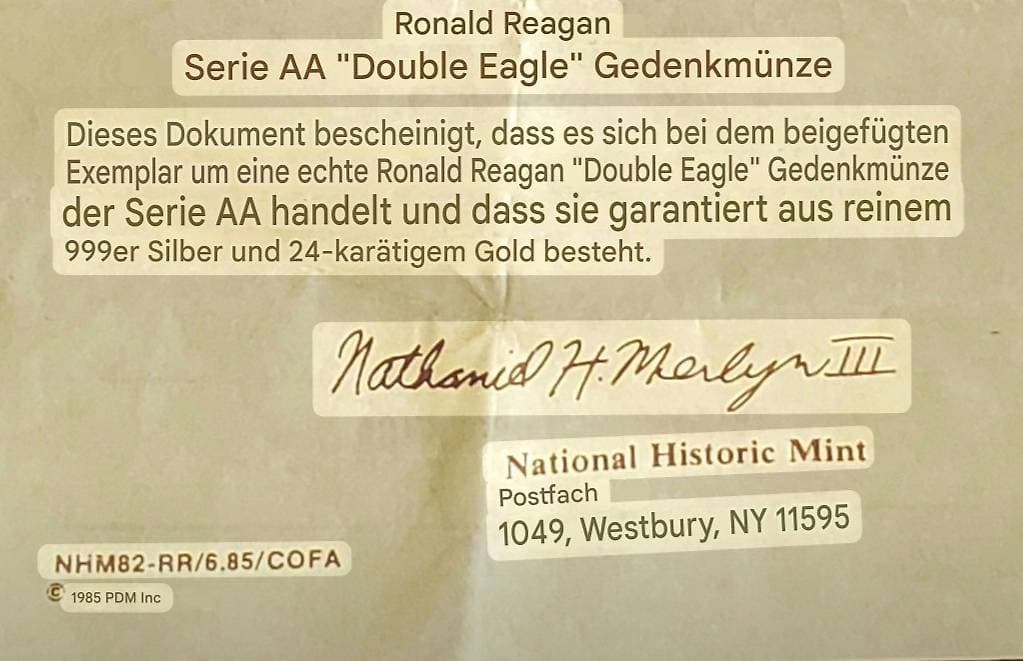 Ronald Reagan
Serie AA "Double Eagle" Gedenkmünze
Dieses Dokument bescheinigt, dass es sich bei dem beigefügten
Exemplar um eine echte Ronald Reagan "Double Eagle" Gedenkmünze
der Serie AA handelt und dass sie garantiert aus reinem
999er Silber und 24-karätigem Gold besteht.
Nathaniel H. Merlyn III
National Historic Mint
Postfach
1049, Westbury, NY 11595
NHM82-RR/6.85/COFA
© 1985 PDM Inc